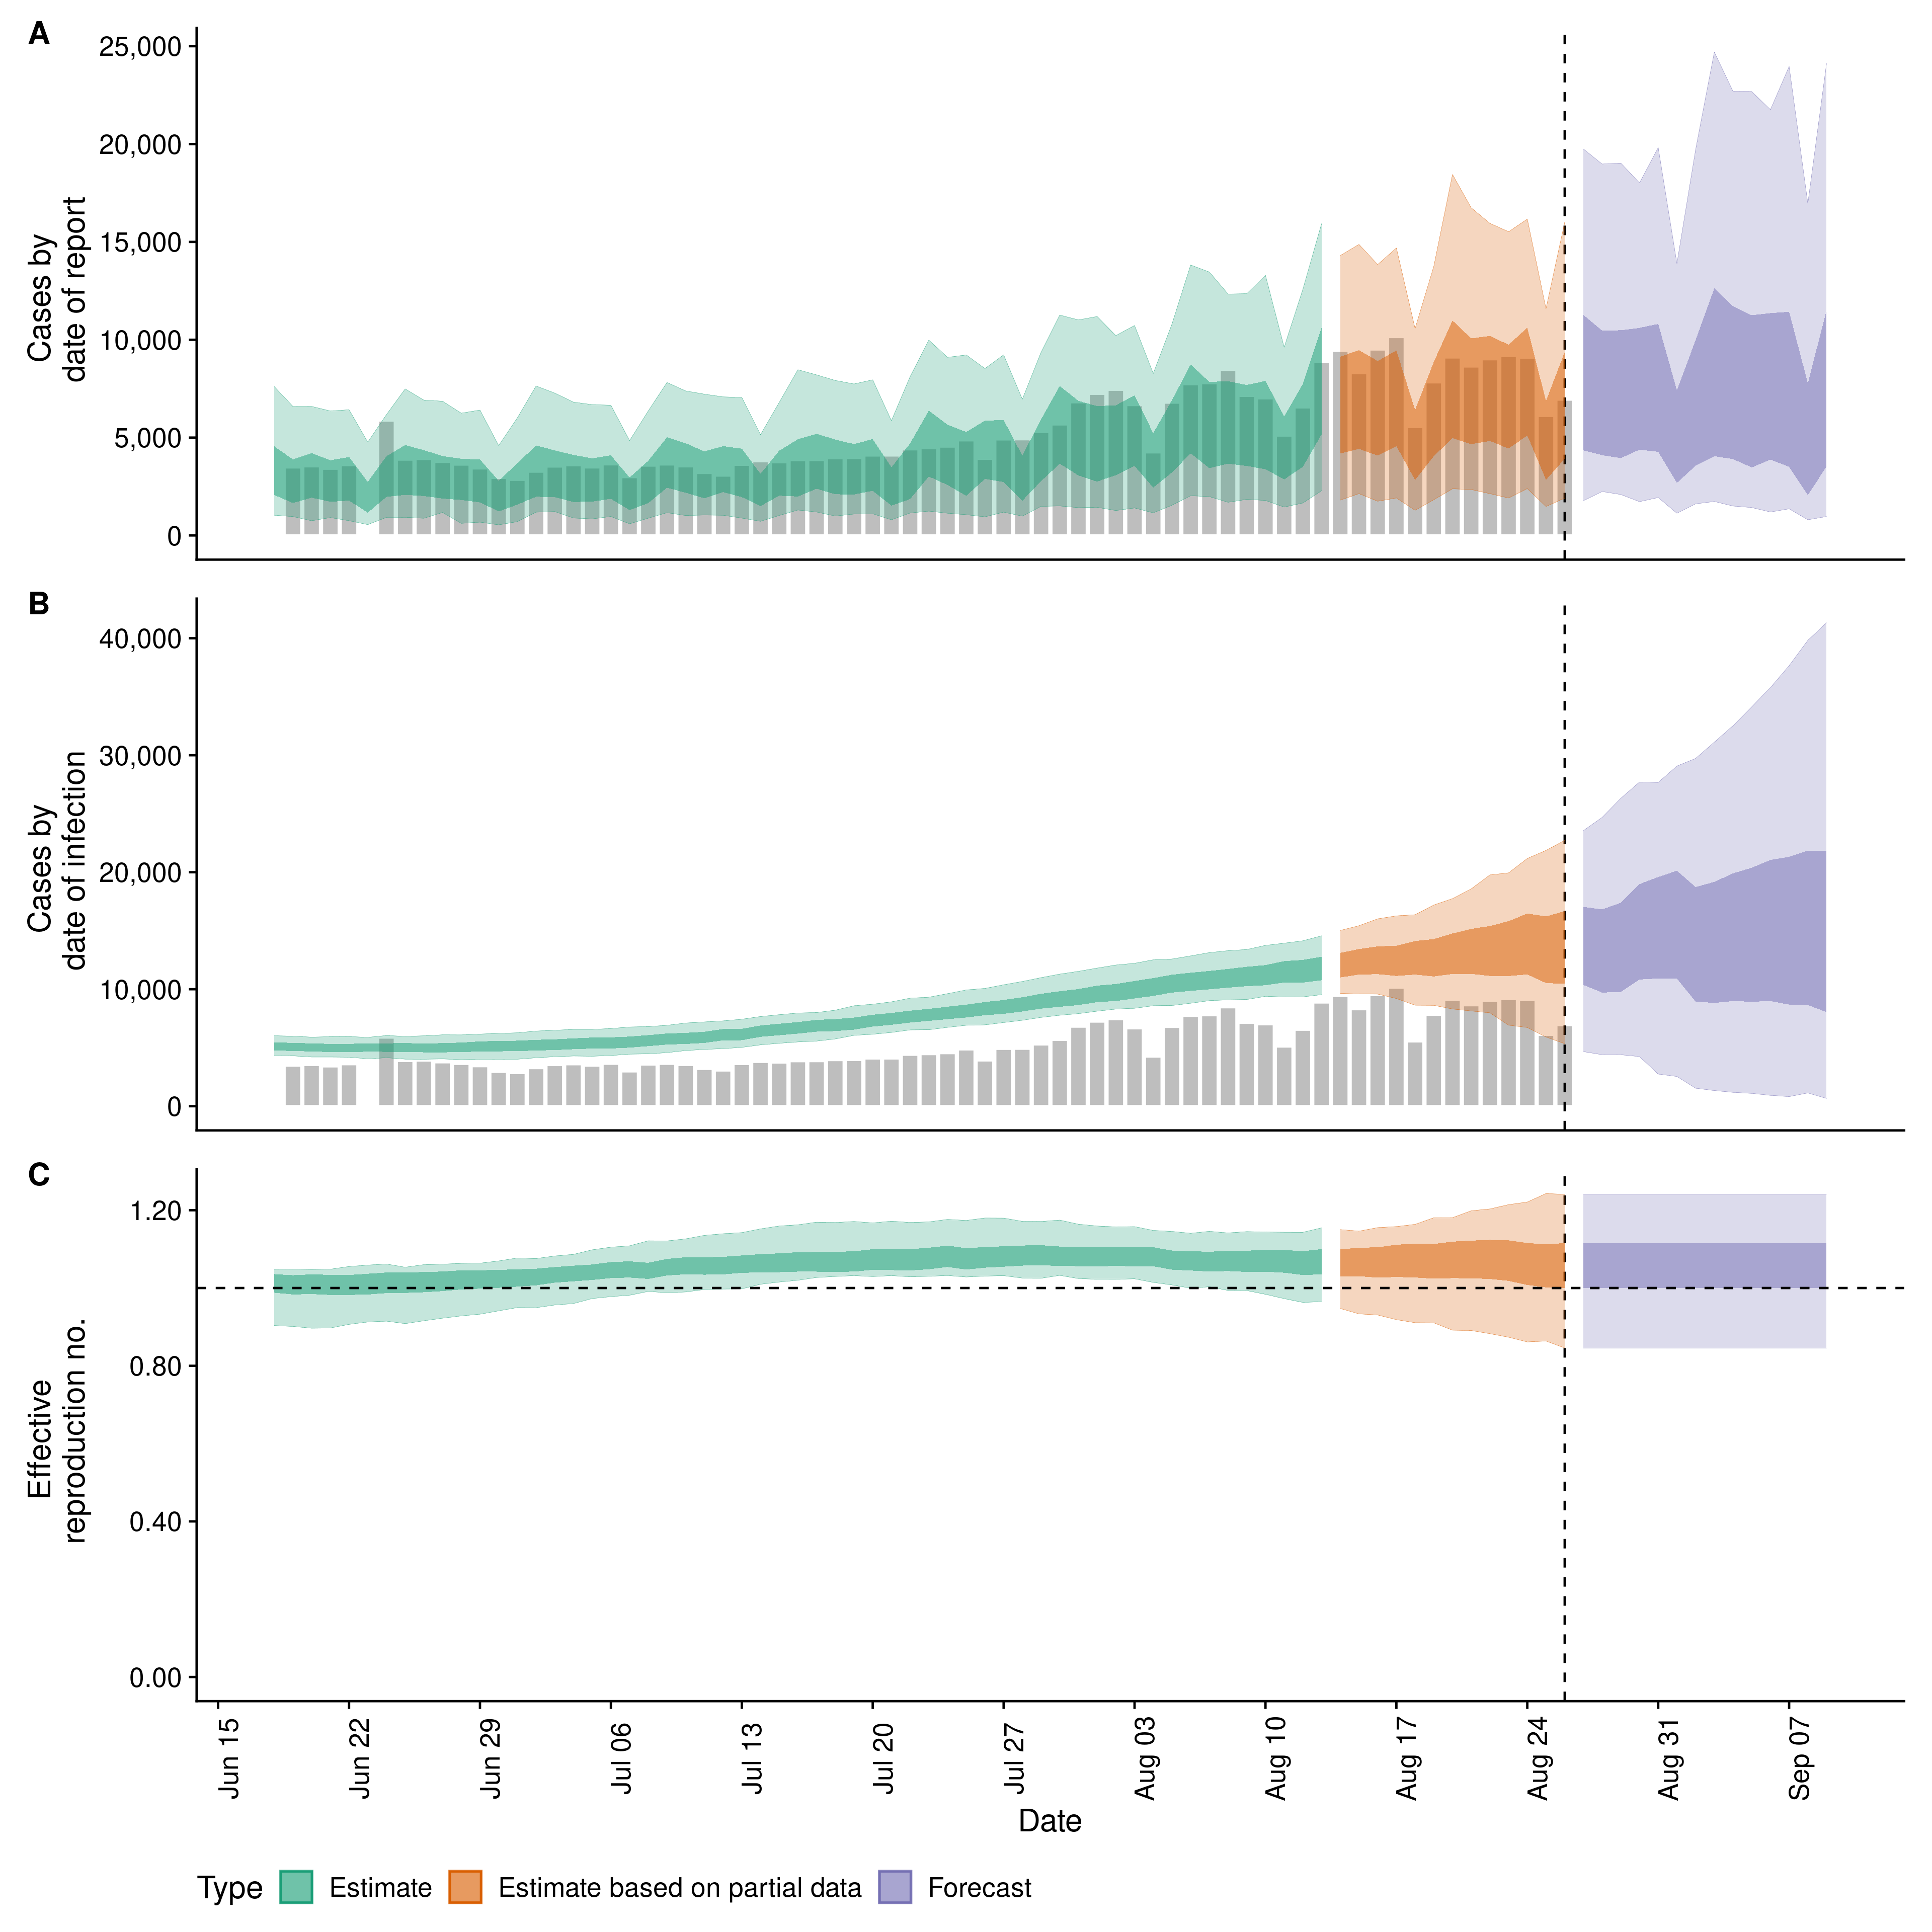 A
25,000
20,000
15,000
10,000
5,000
0
Cases by
date of report
B
40,000
30,000
20,000
10,000
0
Cases by
date of infection
C
1.20
0.80
0.40
0.00
Effective
reproduction no.
Jun 15
Jun 22
Jun 29
Jul 06
Jul 13
Jul 20
Jul 27
Aug 03
Aug 10
Aug 17
Aug 24
Aug 31
Sep 07
Date
Type Estimate Estimate based on partial data Forecast